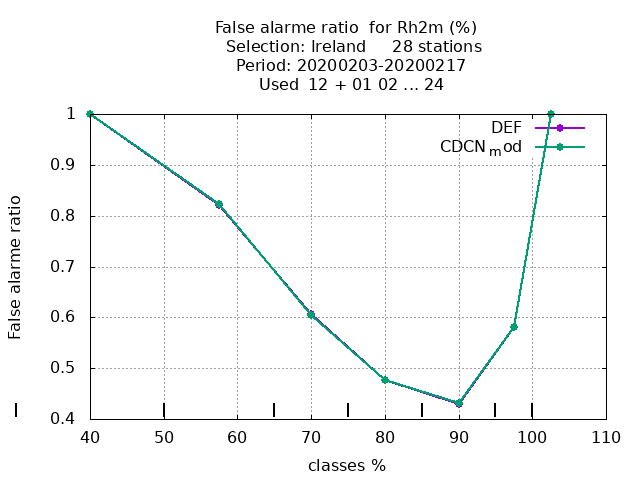 False alarme ratio  for Rh2m (%)
Selection: Ireland     28 stations
Period: 20200203-20200217
Used  12 + 01 02 ... 24
DEF
CDCN_mod
False alarme ratio
1
0.9
0.8
0.7
0.6
0.5
0.4
40 50 60 70 80 90 100 110
classes %